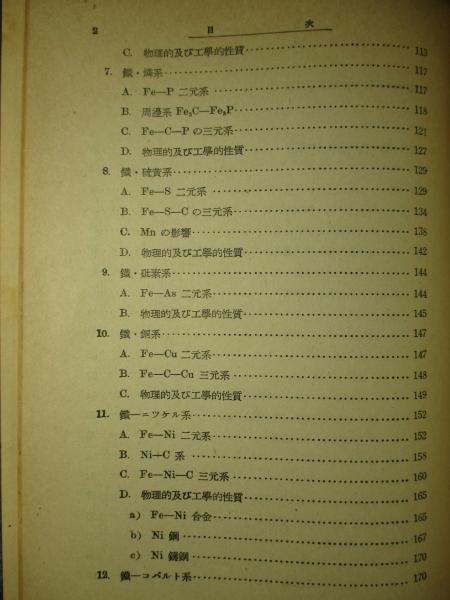 2 目 次
C. 物理的及び工學的性質 113
7. 鐵・燐系 117
A. Fe—P 二元系 117
B. 周邊系 Fe₃C—Fe₃P 118
C. Fe—C—P の三元系 121
D. 物理的及び工學的性質 127
8. 鐵・硫黄系 129
A. Fe—S 二元系 129
B. Fe—S—C の三元系 134
C. Mn の影響 138
D. 物理的及び工學的性質 142
9. 鐵・砒素系 144
A. Fe—As 二元系 144
B. 物理的及び工學的性質 145
10. 鐵・銅系 147
A. Fe—Cu 二元系 147
B. Fe—C—Cu 三元系 148
C. 物理的及び工學的性質 149
11. 鐵—ニツケル系 152
A. Fe—Ni 二元系 152
B. Ni—C 系 158
C. Fe—Ni—C 三元系 160
D. 物理的及び工學的性質 165
a) Fe—Ni 合金 165
b) Ni 鋼 167
c) Ni 鑄鋼 170
12. 鐵—コバルト系 170